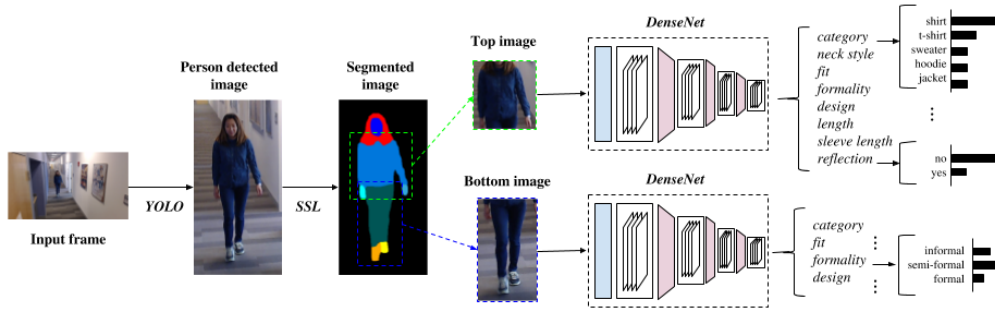 Input frame
YOLO
Person detected
image
SSL
Segmented
image
Top image
DenseNet
category
neck style
fit
formality
design
length
sleeve length
reflection
shirt
t-shirt
sweater
hoodie
jacket
...
no
yes
Bottom image
DenseNet
category
fit
formality
design
...
...
informal
semi-formal
formal